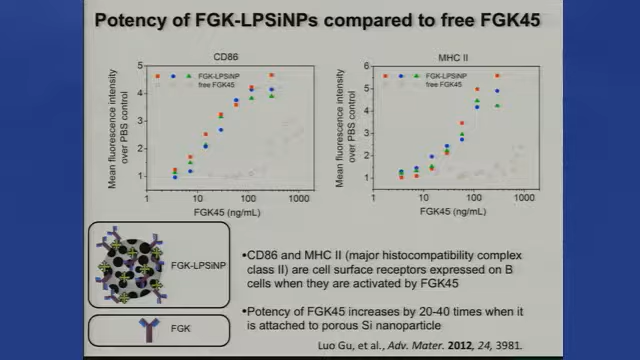 Potency of FGK-LPSiNPs compared to free FGK45
CD86
MHC II
5
4
3
2
1
Mean fluorescence intensity
over PBS control
FGK-LPSiNP
free FGK45
1
10
100
1000
FGK45 (ng/mL)
6
5
4
3
2
1
Mean fluorescence intensity
over PBS control
FGK-LPSiNP
free FGK45
1
10
100
1000
FGK45 (ng/mL)
FGK-LPSiNP
FGK
•CD86 and MHC II (major histocompatibility complex
class II) are cell surface receptors expressed on B
cells when they are activated by FGK45
•Potency of FGK45 increases by 20-40 times when it
is attached to porous Si nanoparticle
Luo Gu, et al., Adv. Mater. 2012, 24, 3981.